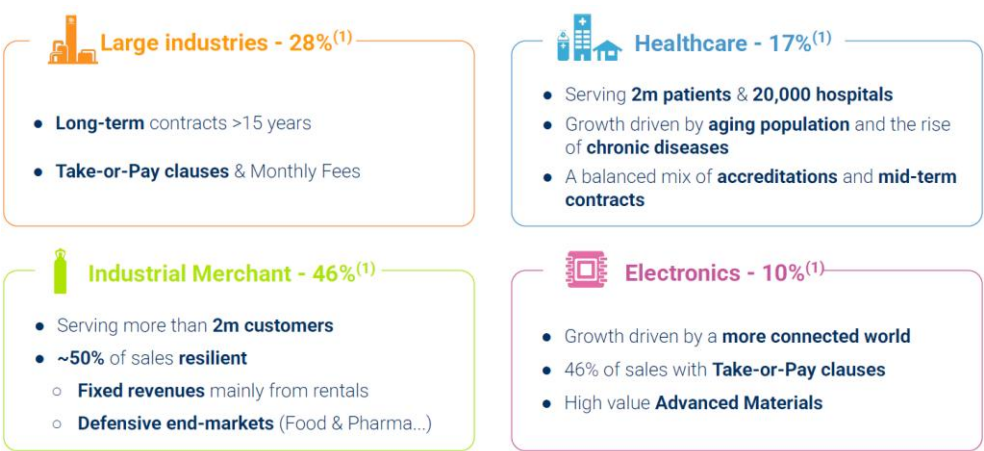 Large industries - 28%(1)
● Long-term contracts >15 years
● Take-or-Pay clauses & Monthly Fees
Healthcare - 17%(1)
● Serving 2m patients & 20,000 hospitals
● Growth driven by aging population and the rise
of chronic diseases
● A balanced mix of accreditations and mid-term
contracts
Industrial Merchant - 46%(1)
● Serving more than 2m customers
● ~50% of sales resilient
○ Fixed revenues mainly from rentals
○ Defensive end-markets (Food & Pharma...)
Electronics - 10%(1)
● Growth driven by a more connected world
● 46% of sales with Take-or-Pay clauses
● High value Advanced Materials